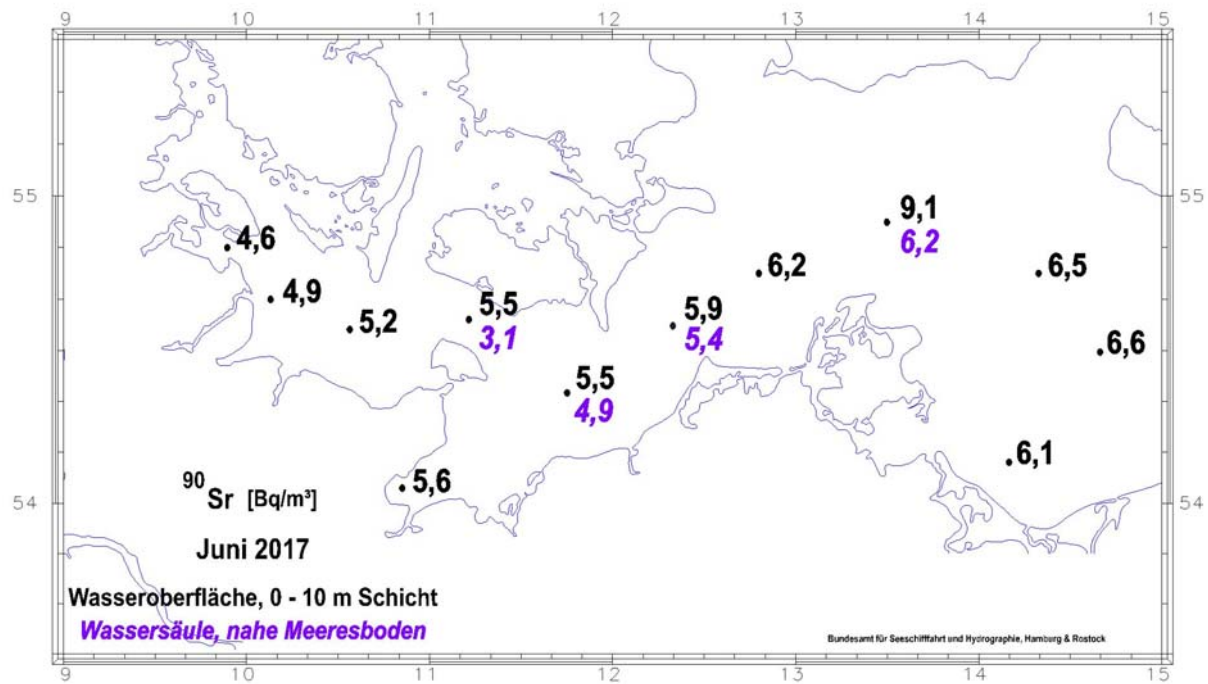 9 10 11 12 13 14 15
55 55
9,1
6,2
4,6
6,2
6,5
4,9
5,5
3,1
5,9
5,4
5,2
6,6
5,5
4,9
6,1
5,6
54 54
90Sr [Bq/m³]
Juni 2017
Wasseroberfläche, 0 - 10 m Schicht
Wassersäule, nahe Meeresboden
Bundesamt für Seeschifffahrt und Hydrographie, Hamburg & Rostock
9 10 11 12 13 14 15